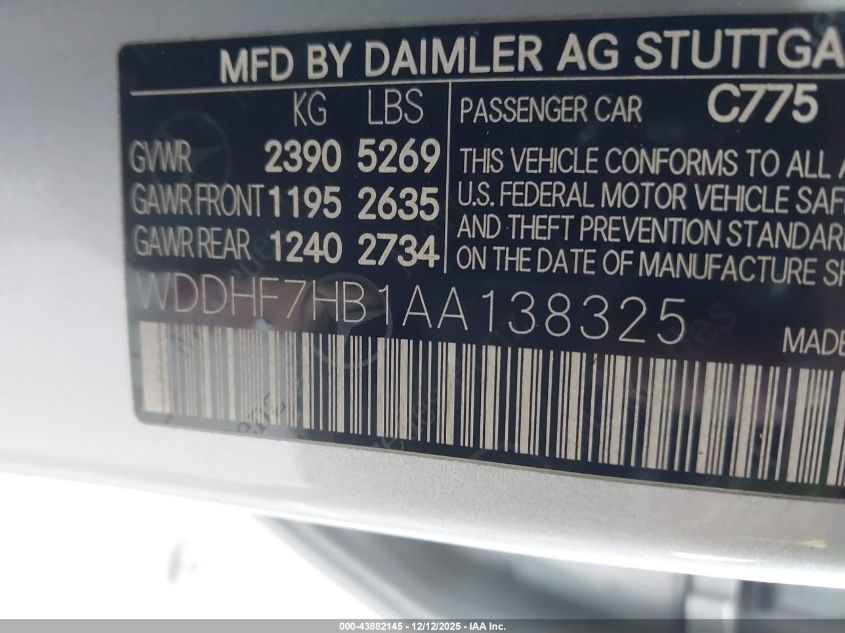 MFD BY DAIMLER AG STUTTGA
KG LBS
GVWR 2390 5269
GAWR FRONT 1195 2635
GAWR REAR 1240 2734
PASSENGER CAR C775
THIS VEHICLE CONFORMS TO ALL A
U.S. FEDERAL MOTOR VEHICLE SAF
AND THEFT PREVENTION STANDAR
ON THE DATE OF MANUFACTURE SH
WDDHF7HB1AA138325
MADE
000-43882145 - 12/12/2025 - IAA Inc.